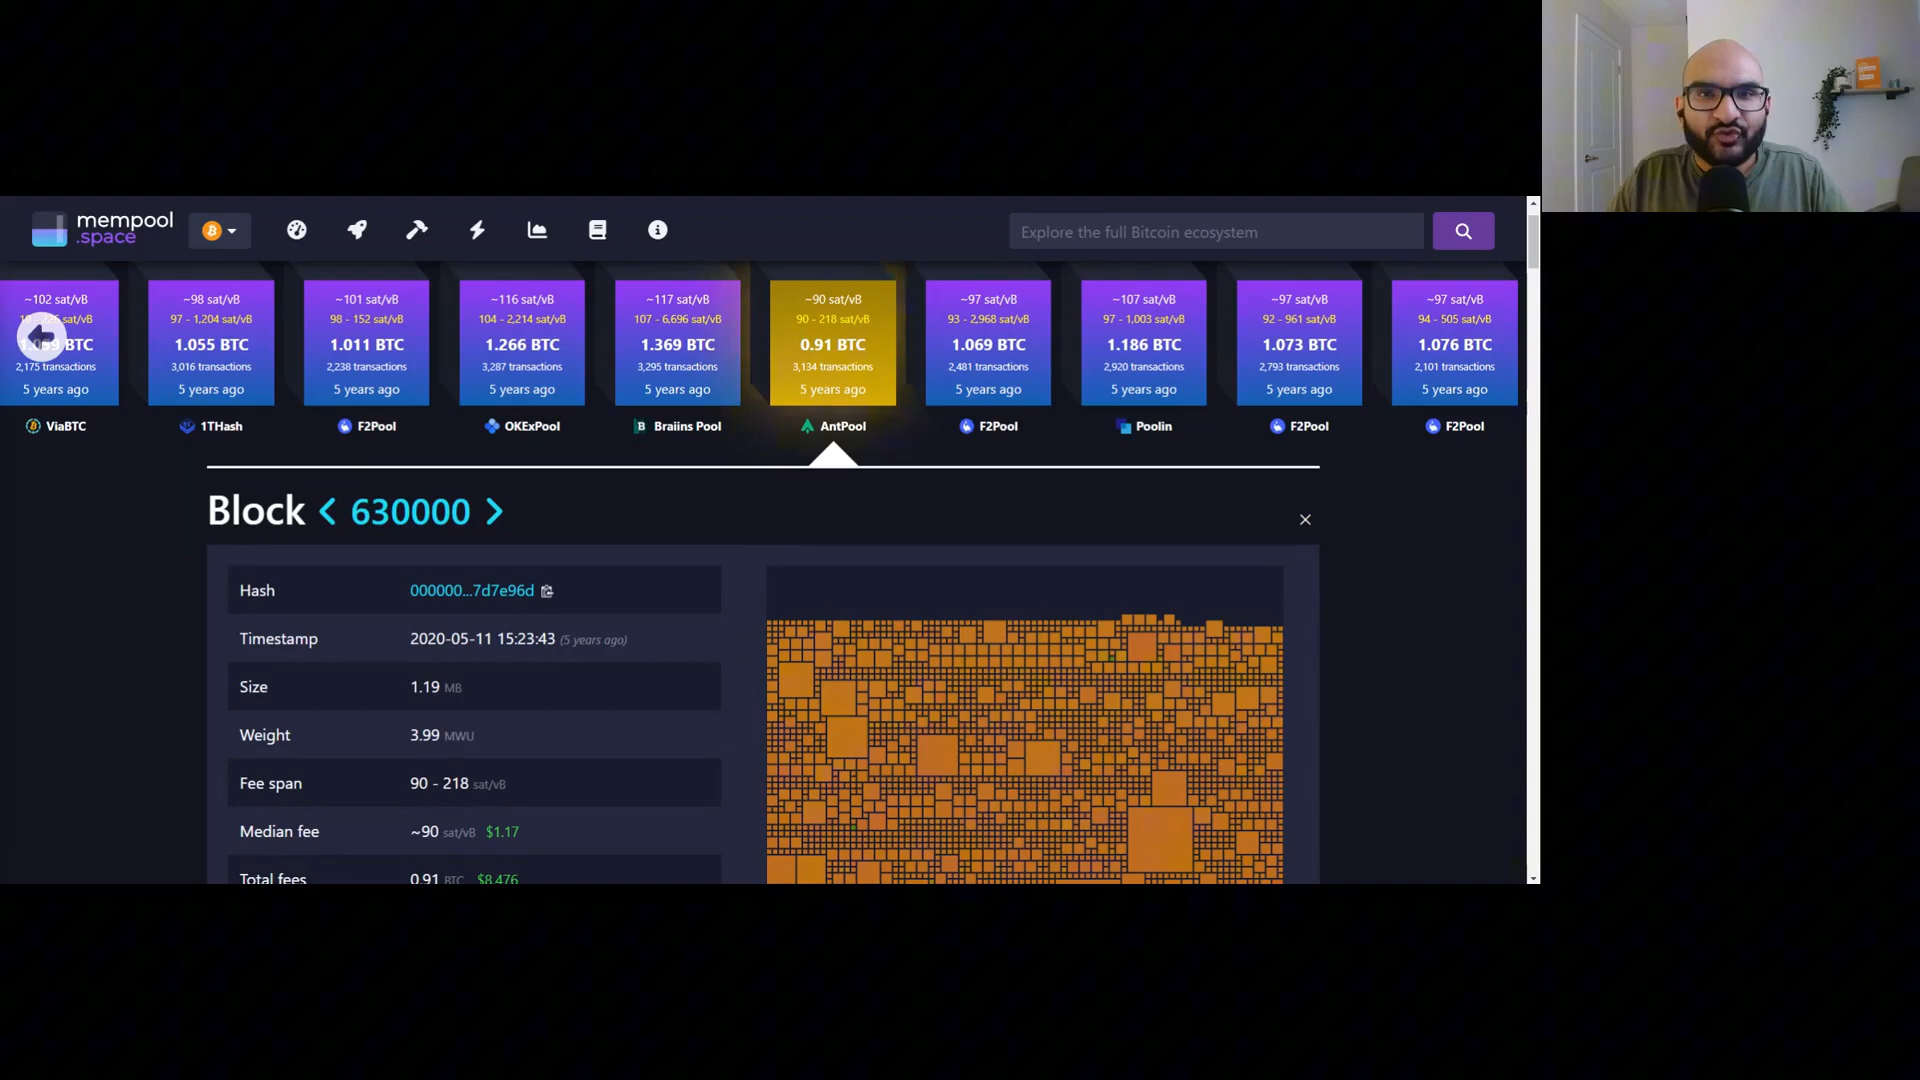 mempool
.space
Explore the full Bitcoin ecosystem
~102 sat/vB
~98 sat/vB
~101 sat/vB
~116 sat/vB
~117 sat/vB
~90 sat/vB
~97 sat/vB
~107 sat/vB
~97 sat/vB
~97 sat/vB
sat/vB
97 - 1,204 sat/vB
98 - 152 sat/vB
104 - 2,214 sat/vB
107 - 6,696 sat/vB
90 - 218 sat/vB
93 - 2,968 sat/vB
97 - 1,003 sat/vB
92 - 961 sat/vB
94 - 505 sat/vB
BTC
1.055 BTC
1.011 BTC
1.266 BTC
1.369 BTC
0.91 BTC
1.069 BTC
1.186 BTC
1.073 BTC
1.076 BTC
2,175 transactions
3,016 transactions
2,238 transactions
3,287 transactions
3,295 transactions
3,134 transactions
2,481 transactions
2,920 transactions
2,793 transactions
2,101 transactions
5 years ago
5 years ago
5 years ago
5 years ago
5 years ago
5 years ago
5 years ago
5 years ago
5 years ago
5 years ago
ViaBTC
1THash
F2Pool
OKExPool
Braiins Pool
AntPool
F2Pool
Poolin
F2Pool
F2Pool
Block < 630000 >
Hash 000000...7d7e96d
Timestamp 2020-05-11 15:23:43 (5 years ago)
Size 1.19 MB
Weight 3.99 MWU
Fee span 90 - 218 sat/vB
Median fee ~90 sat/vB $1.17
Total fees 0.91 BTC $8,476